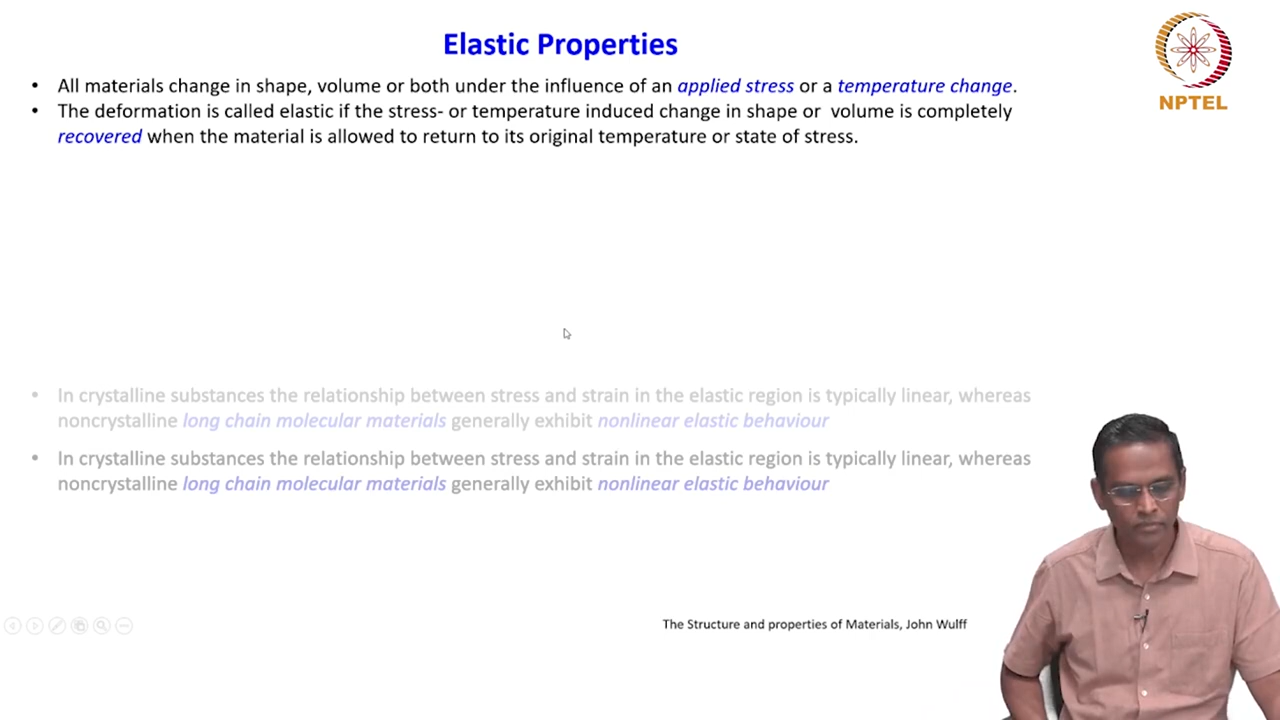 Elastic Properties
NPTEL
• All materials change in shape, volume or both under the influence of an applied stress or a temperature change.
• The deformation is called elastic if the stress- or temperature induced change in shape or volume is completely
recovered when the material is allowed to return to its original temperature or state of stress.
• In crystalline substances the relationship between stress and strain in the elastic region is typically linear, whereas
noncrystalline long chain molecular materials generally exhibit nonlinear elastic behaviour
• In crystalline substances the relationship between stress and strain in the elastic region is typically linear, whereas
noncrystalline long chain molecular materials generally exhibit nonlinear elastic behaviour
The Structure and properties of Materials, John Wulff